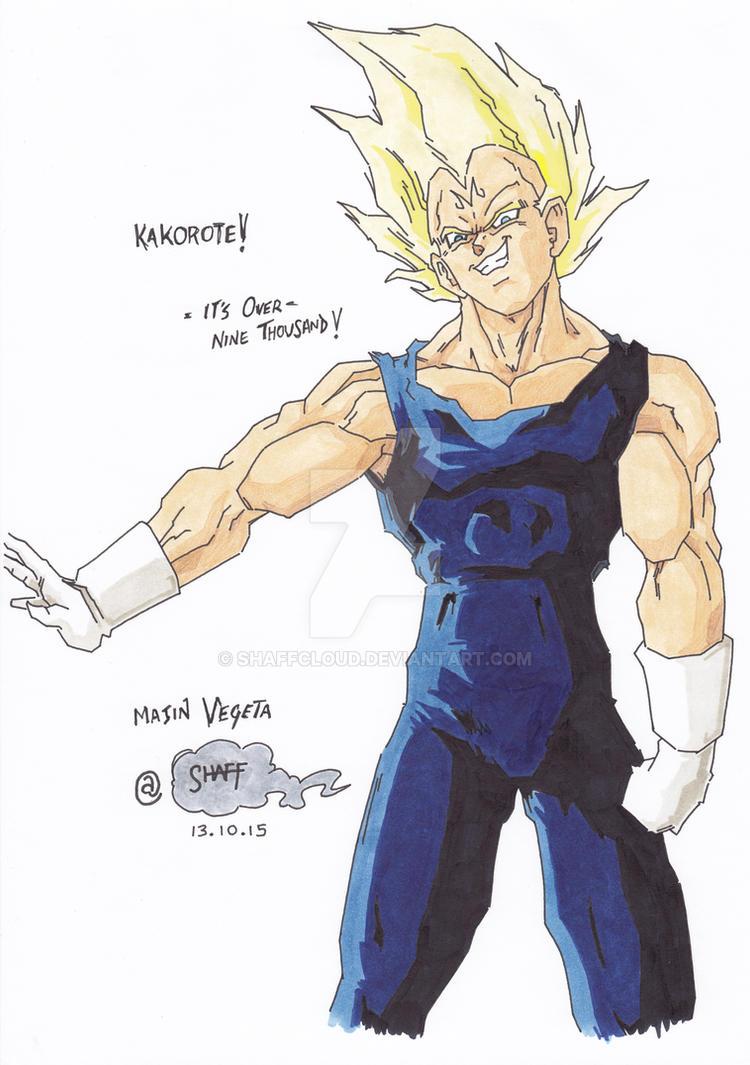 KAKOROTE!
= IT'S OVER =
NINE THOUSAND!
© SHAFFCLOUD.DEVIANTART.COM
MAJIN VEGETA
@ SHAFF
13.10.15